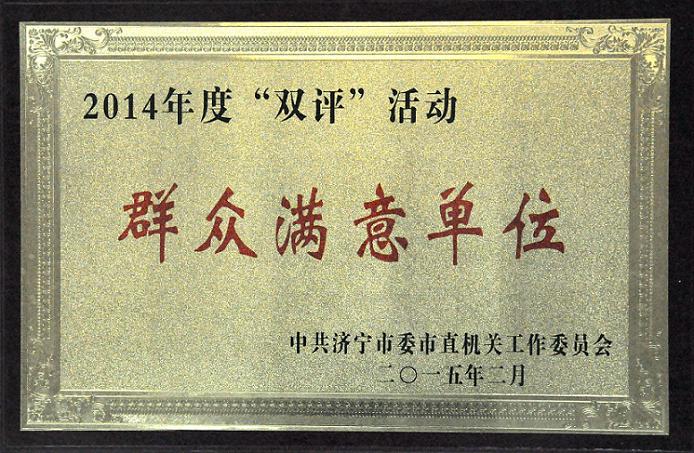 2014年度“双评”活动
群众满意单位
中共济宁市委市直机关工作委员会
二〇一五年二月